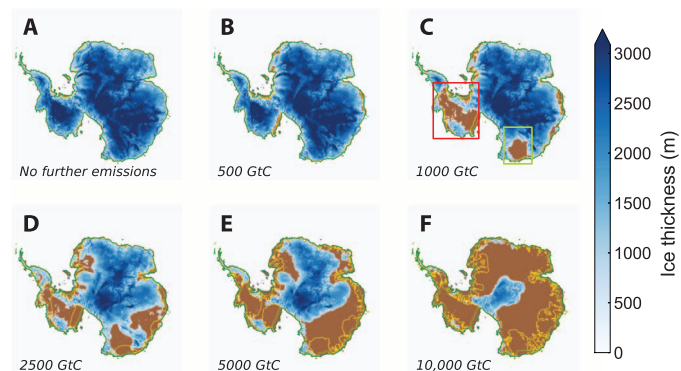 A
B
C
No further emissions
500 GtC
1000 GtC
D
E
F
2500 GtC
5000 GtC
10,000 GtC
3000
2500
2000
1500
1000
500
0
Ice thickness (m)